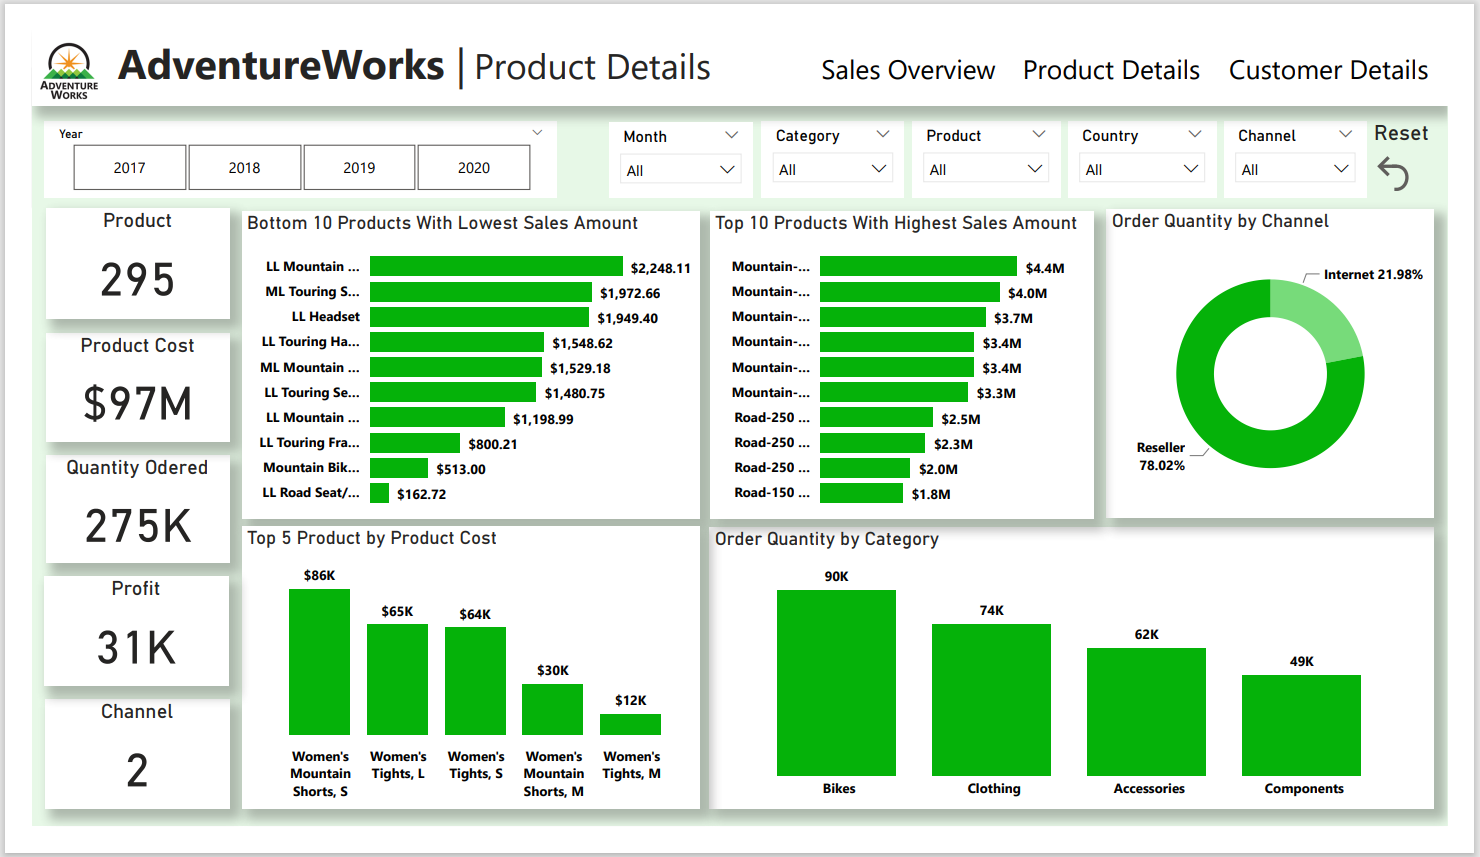 ADVENTURE
WORKS
AdventureWorks | Product Details
Sales Overview
Product Details
Customer Details
Year
2017
2018
2019
2020
Month
All
Category
All
Product
All
Country
All
Channel
All
Reset
Product
295
Product Cost
$97M
Quantity Odered
275K
Profit
31K
Channel
2
Bottom 10 Products With Lowest Sales Amount
LL Mountain ... $2,248.11
ML Touring S... $1,972.66
LL Headset $1,949.40
LL Touring Ha... $1,548.62
ML Mountain ... $1,529.18
LL Touring Se... $1,480.75
LL Mountain ... $1,198.99
LL Touring Fra... $800.21
Mountain Bik... $513.00
LL Road Seat/... $162.72
Top 10 Products With Highest Sales Amount
Mountain-... $4.4M
Mountain-... $4.0M
Mountain-... $3.7M
Mountain-... $3.4M
Mountain-... $3.4M
Mountain-... $3.3M
Road-250 ... $2.5M
Road-250 ... $2.3M
Road-250 ... $2.0M
Road-150 ... $1.8M
Order Quantity by Channel
Internet 21.98%
Reseller
78.02%
Top 5 Product by Product Cost
$86K
$65K
$64K
$30K
$12K
Women's
Mountain
Shorts, S
Women's
Tights, L
Women's
Tights, S
Women's
Mountain
Shorts, M
Women's
Tights, M
Order Quantity by Category
90K
74K
62K
49K
Bikes
Clothing
Accessories
Components